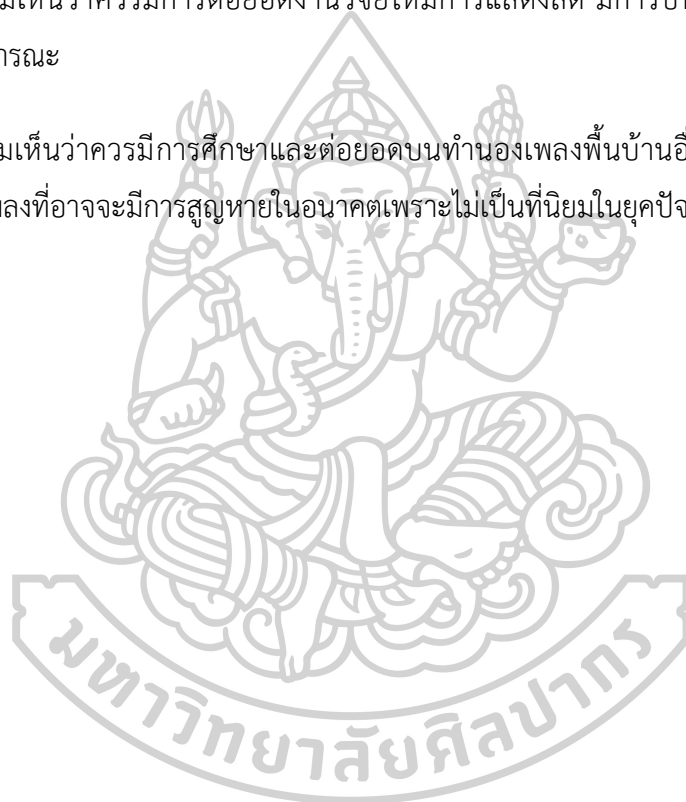 มเห็นว่าควรมีการต่อยอดงานวิจัยให้มีการแสดงสด มีการบ
ารณะ
มเห็นว่าควรมีการศึกษาและต่อยอดบนทำนองเพลงพื้นบ้านอื่
ลงที่อาจจะมีการสูญหายในอนาคตเพราะไม่เป็นที่นิยมในยุคปัจ
มหาวิทยาลัยศิลปากร